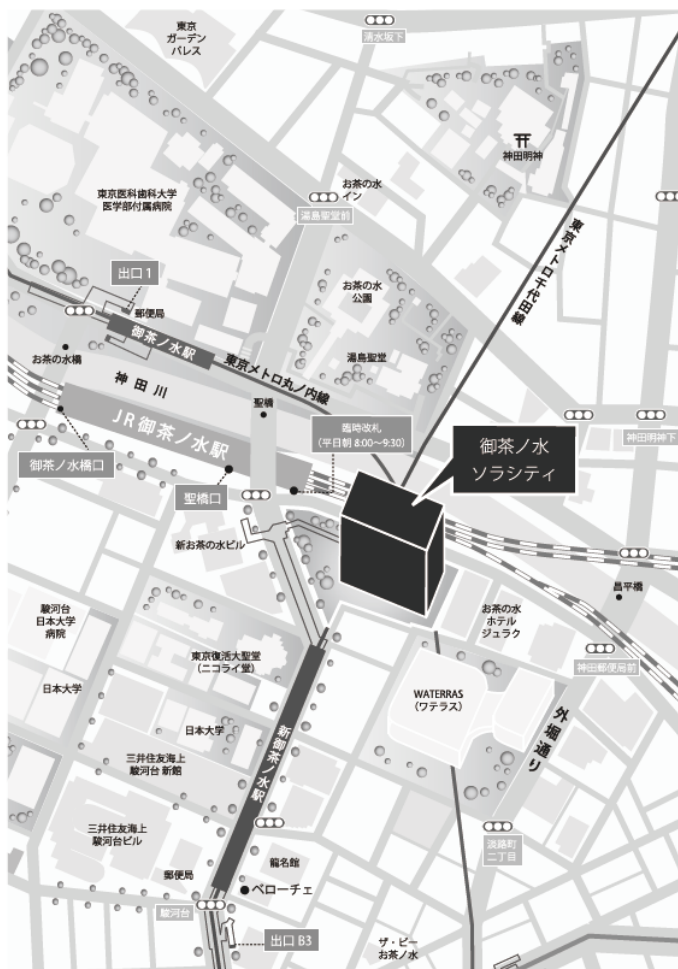 東京
ガーデン
パレス
清水坂下
神田明神
東京医科歯科大学
医学部付属病院
お茶の水
イン
湯島聖堂前
東京メトロ千代田線
出口1
お茶の水
公園
郵便局
御茶ノ水駅
湯島聖堂
お茶の水橋
東京メトロ丸ノ内線
神田川
聖橋
JR御茶ノ水駅
臨時改札
(平日朝 8:00〜9:30)
御茶ノ水
ソラシティ
神田明神下
御茶ノ水橋口
聖橋口
新お茶の水ビル
昌平橋
駿河台
日本大学
病院
お茶の水
ホテル
ジュラク
東京復活大聖堂
(ニコライ堂)
神田郵便局前
日本大学
WATERRAS
(ワテラス)
外堀通り
日本大学
新御茶ノ水駅
三井住友海上
駿河台 新館
三井住友海上
駿河台ビル
淡路町
二丁目
郵便局
龍名館
ベローチェ
駿河台
出口 B3
ザ・ビー
お茶ノ水